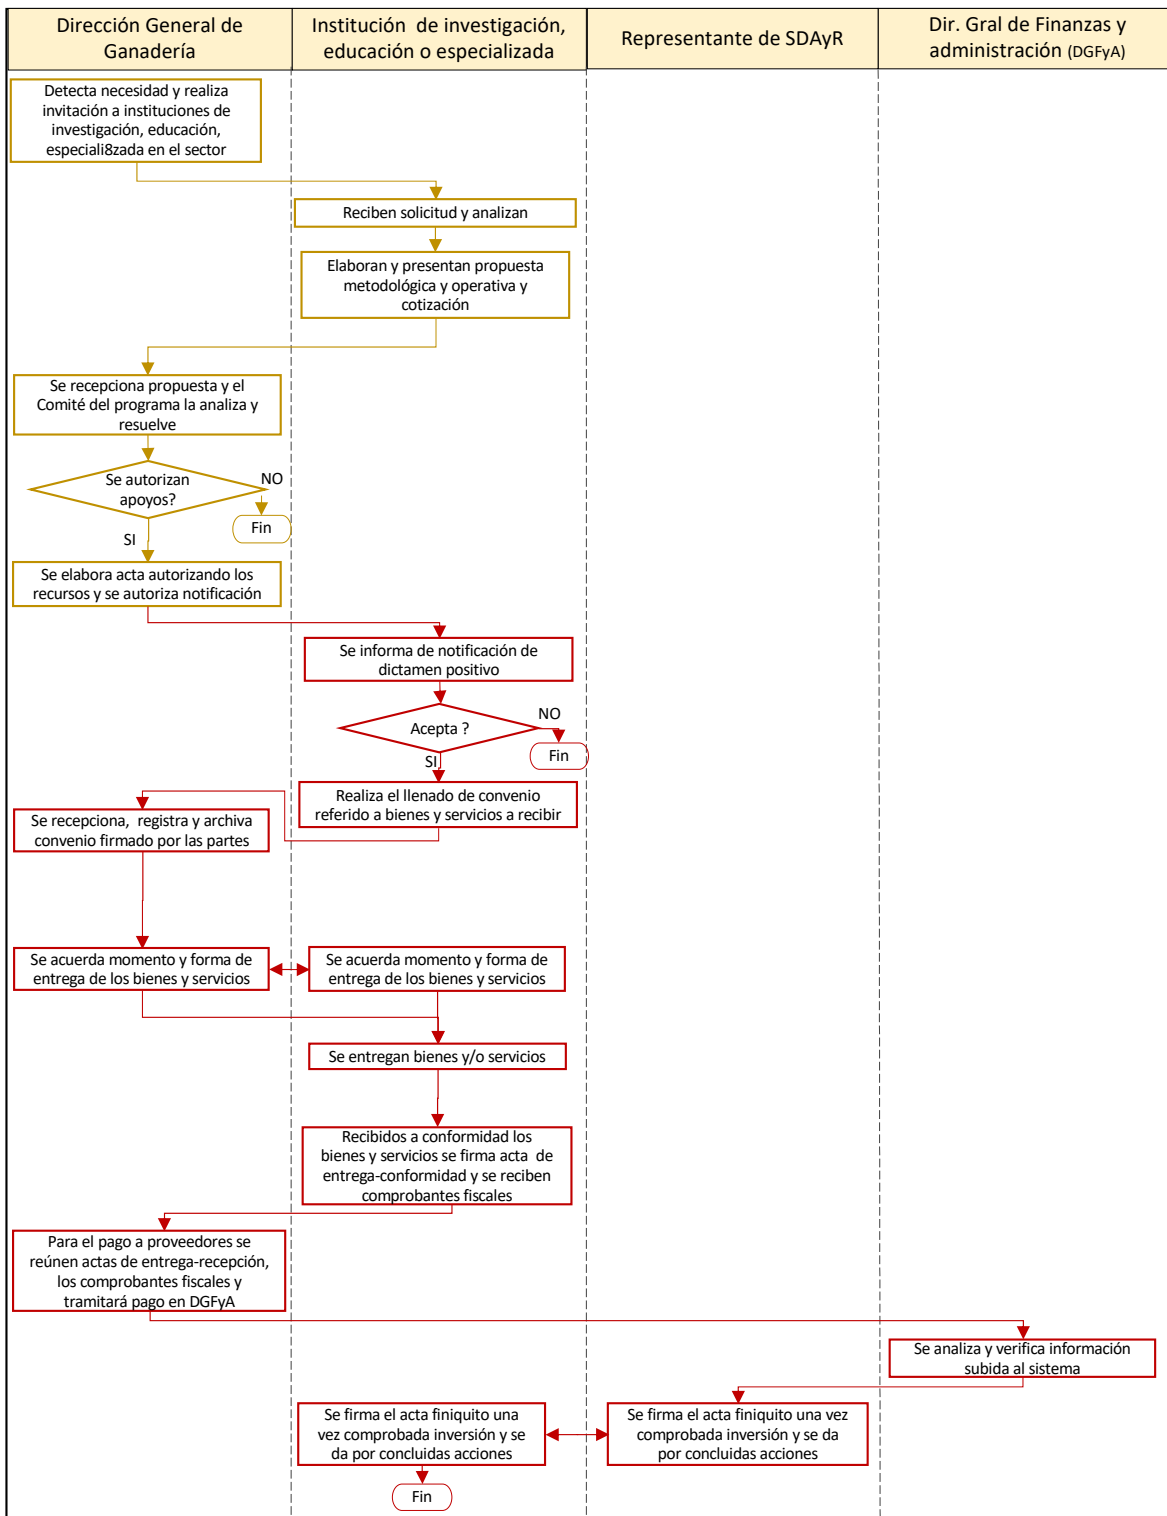 Dirección General de
Ganadería
Institución de investigación,
educación o especializada
Representante de SDAyR
Dir. Gral de Finanzas y
administración (DGFyA)
Detecta necesidad y realiza
invitación a instituciones de
investigación, educación,
especiali8zada en el sector
Reciben solicitud y analizan
Elaboran y presentan propuesta
metodológica y operativa y
cotización
Se recepciona propuesta y el
Comité del programa la analiza y
resuelve
Se autorizan
apoyos?
NO
Fin
SI
Se elabora acta autorizando los
recursos y se autoriza notificación
Se informa de notificación de
dictamen positivo
Acepta ?
NO
Fin
SI
Realiza el llenado de convenio
referido a bienes y servicios a recibir
Se recepciona, registra y archiva
convenio firmado por las partes
Se acuerda momento y forma de
entrega de los bienes y servicios
Se acuerda momento y forma de
entrega de los bienes y servicios
Se entregan bienes y/o servicios
Recibidos a conformidad los
bienes y servicios se firma acta de
entrega-conformidad y se reciben
comprobantes fiscales
Para el pago a proveedores se
reúnen actas de entrega-recepción,
los comprobantes fiscales y
tramitará pago en DGFyA
Se analiza y verifica información
subida al sistema
Se firma el acta finiquito una
vez comprobada inversión y se
da por concluidas acciones
Se firma el acta finiquito una vez
comprobada inversión y se da
por concluidas acciones
Fin